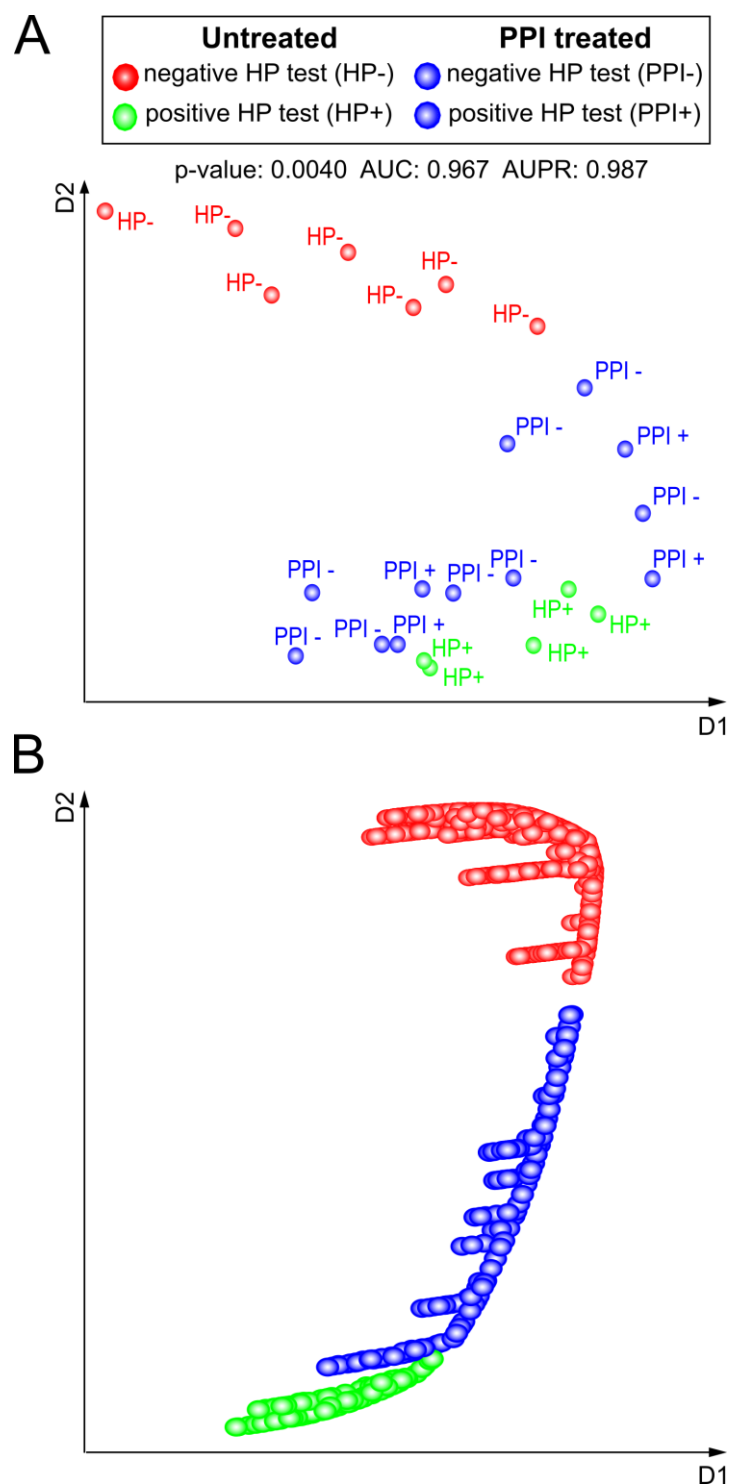 A
Untreated PPI treated
negative HP test (HP-) negative HP test (PPI-)
positive HP test (HP+) positive HP test (PPI+)
p-value: 0.0040 AUC: 0.967 AUPR: 0.987
D2
HP-
HP-
HP-
HP-
HP-
HP-
HP-
PPI -
PPI -
PPI +
PPI -
PPI -
PPI +
PPI -
PPI -
PPI +
HP+
HP+
PPI -
PPI -
PPI +
HP+
HP+
D1
B
D2
D1